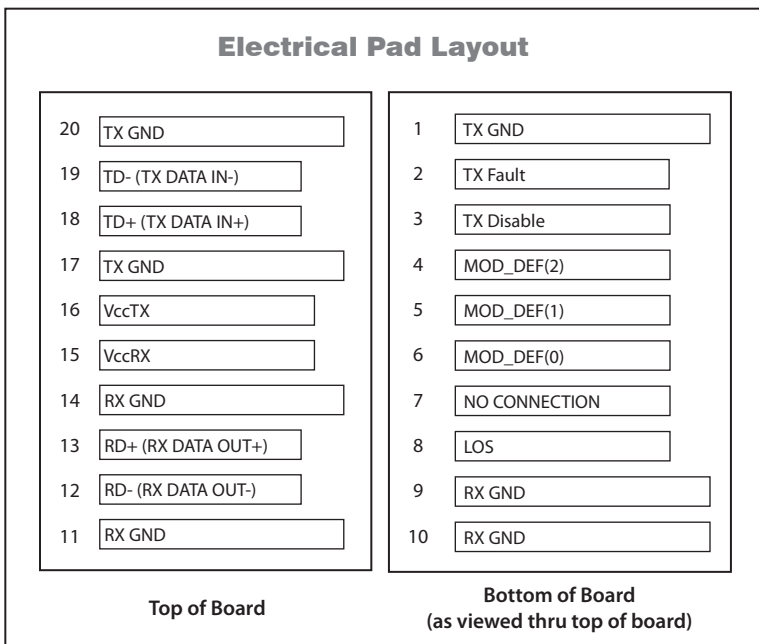 Electrical Pad Layout
20 TX GND
19 TD- (TX DATA IN-)
18 TD+ (TX DATA IN+)
17 TX GND
16 VccTX
15 VccRX
14 RX GND
13 RD+ (RX DATA OUT+)
12 RD- (RX DATA OUT-)
11 RX GND
Top of Board
1 TX GND
2 TX Fault
3 TX Disable
4 MOD_DEF(2)
5 MOD_DEF(1)
6 MOD_DEF(0)
7 NO CONNECTION
8 LOS
9 RX GND
10 RX GND
Bottom of Board
(as viewed thru top of board)